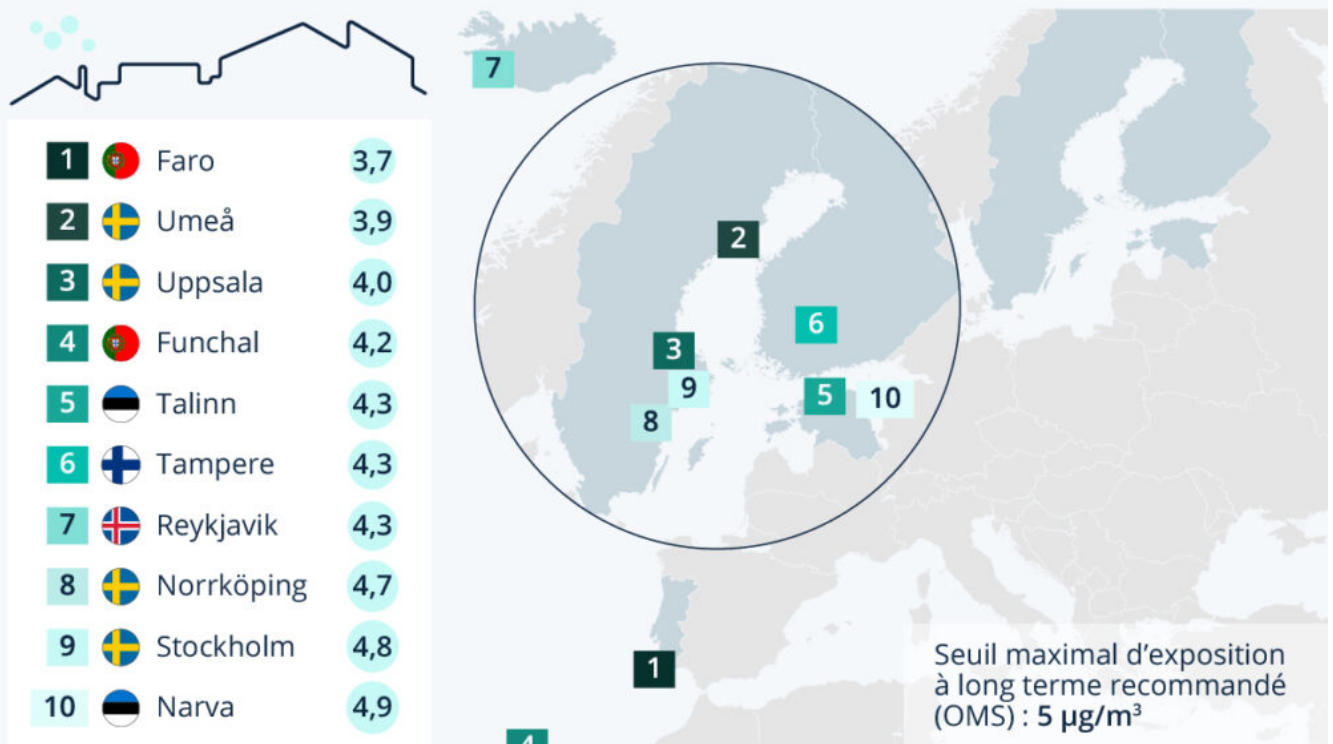 1 Faro 3,7
2 Umeå 3,9
3 Uppsala 4,0
4 Funchal 4,2
5 Talinn 4,3
6 Tampere 4,3
7 Reykjavik 4,3
8 Norrköping 4,7
9 Stockholm 4,8
10 Narva 4,9
7
2
6
3
9
5
10
8
1
4
Seuil maximal d’exposition
à long terme recommandé
(OMS) : 5 µg/m³